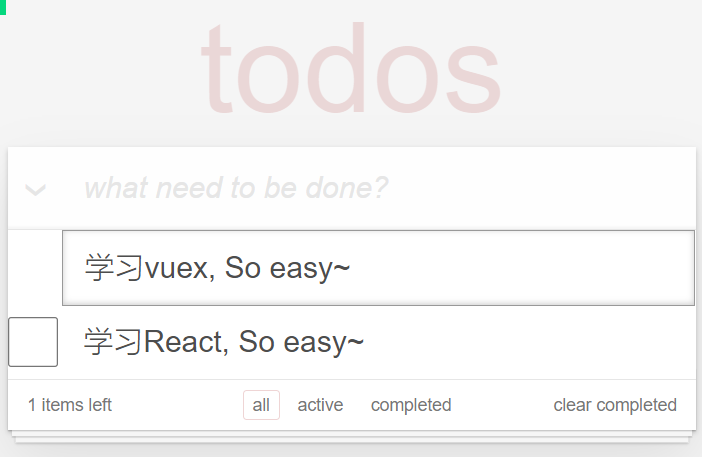 todos
what need to be done?
学习vuex, So easy~
学习React, So easy~
1 items left all active completed clear completed